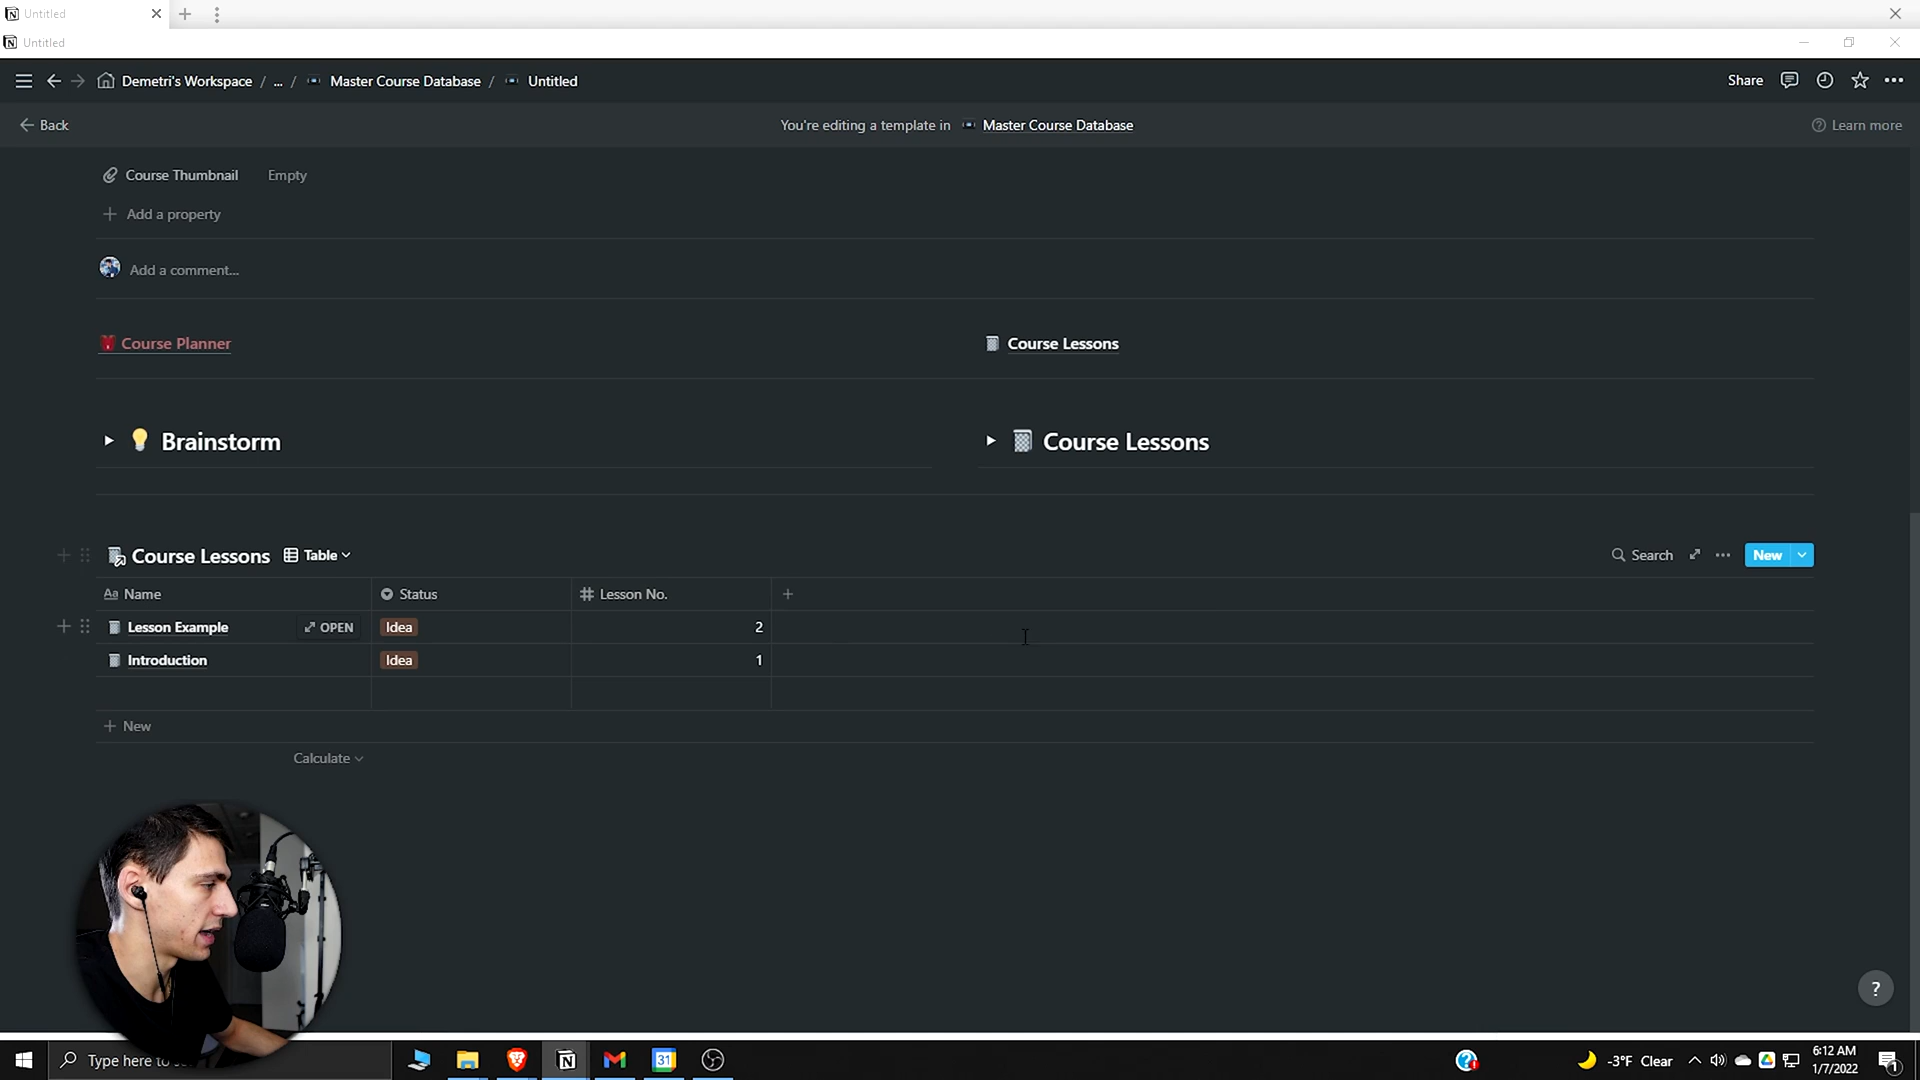 Untitled
Untitled
Demetri's Workspace / ... / Master Course Database / Untitled
Share
Back
You're editing a template in Master Course Database
Learn more
Course Thumbnail Empty
Add a property
Add a comment...
Course Planner
Course Lessons
Brainstorm
Course Lessons
Course Lessons Table
Search ... New
Aa Name Status # Lesson No. +
Lesson Example OPEN Idea 2
Introduction Idea 1
+ New
Calculate
?
Type here to
31
-3°F Clear
6:12 AM
1/7/2022
1